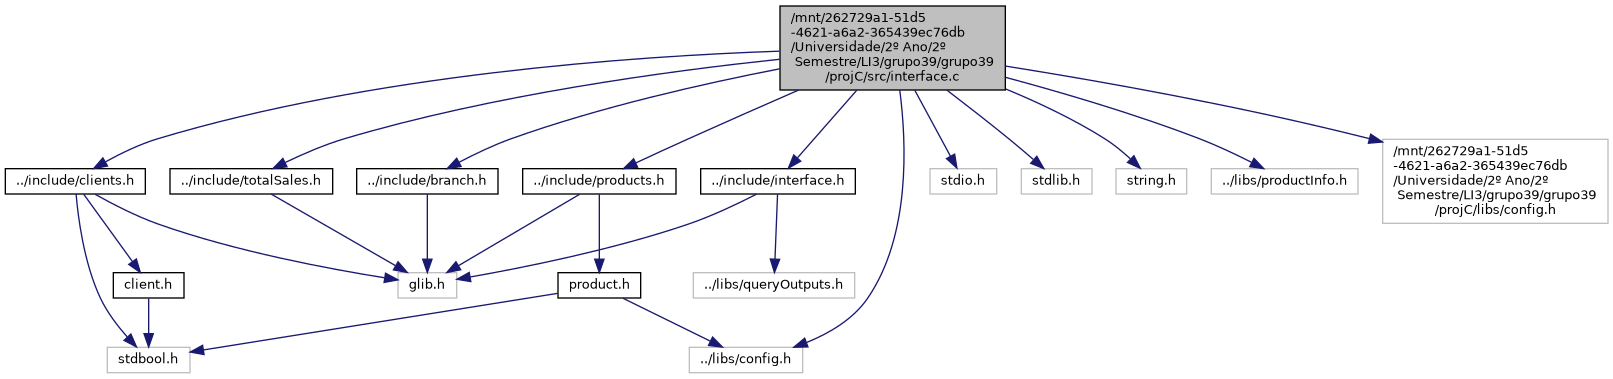 /mnt/262729a1-51d5
-4621-a6a2-365439ec76db
/Universidade/2º Ano/2º
Semestre/LI3/grupo39/grupo39
/projC/src/interface.c
../include/clients.h
../include/totalSales.h
../include/branch.h
../include/products.h
../include/interface.h
stdio.h
stdlib.h
string.h
../libs/productInfo.h
/mnt/262729a1-51d5
-4621-a6a2-365439ec76db
/Universidade/2º Ano/2º
Semestre/LI3/grupo39/grupo39
/projC/libs/config.h
client.h
glib.h
product.h
../libs/queryOutputs.h
stdbool.h
../libs/config.h